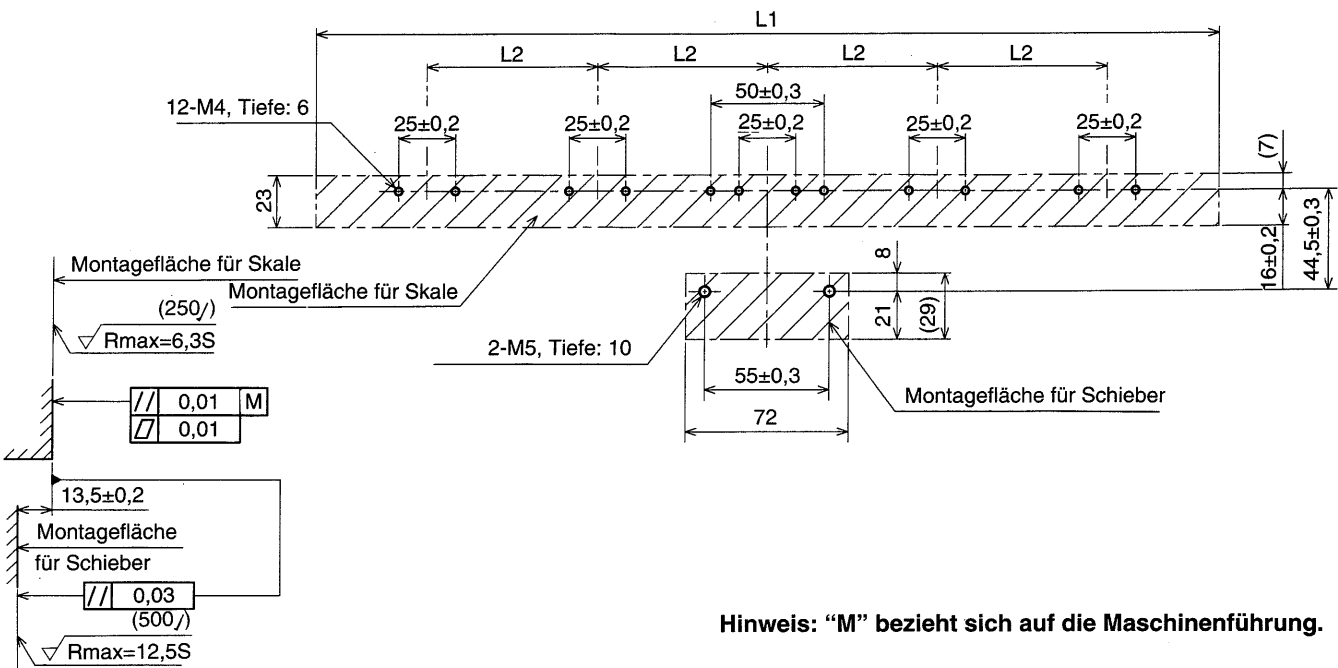 L1
L2 L2 L2 L2
50±0,3
12-M4, Tiefe: 6
25±0,2 25±0,2 25±0,2 25±0,2 25±0,2
(7)
23
16±0,2
44,5±0,3
Montagefläche für Skale
Montagefläche für Skale
8
21
(29)
(250/)
Rmax=6,3S
2-M5, Tiefe: 10
55±0,3
Montagefläche für Schieber
72
// 0,01 M
⏥ 0,01
13,5±0,2
Montagefläche
für Schieber
// 0,03
(500/)
Rmax=12,5S
Hinweis: “M” bezieht sich auf die Maschinenführung.